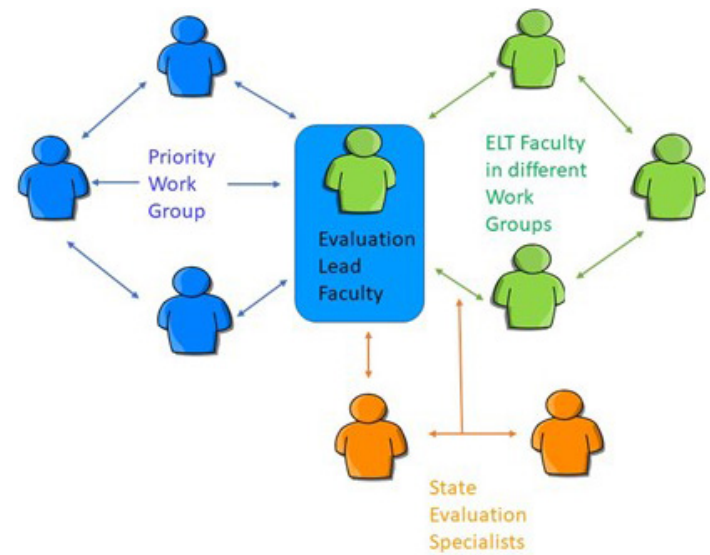 Priority
Work
Group
Evaluation
Lead
Faculty
ELT Faculty
in different
Work
Groups
State
Evaluation
Specialists